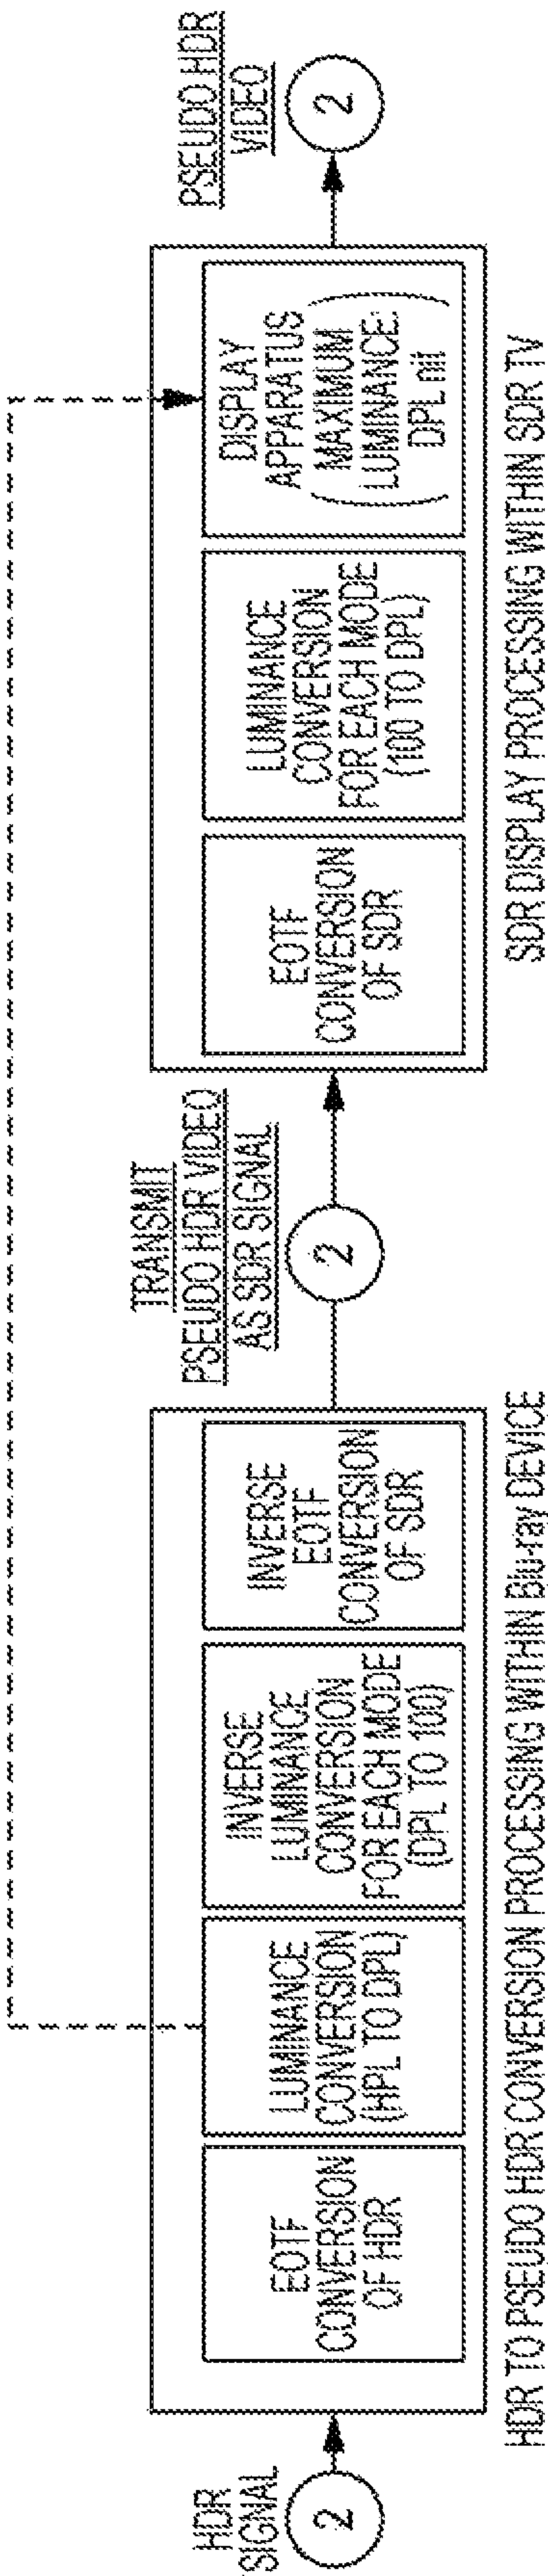 HDR
SIGNAL
2
EOTF
CONVERSION
OF HDR
LUMINANCE
CONVERSION
(HPL TO DPL)
INVERSE
LUMINANCE
CONVERSION
FOR EACH MODE
(DPL TO 100)
INVERSE
EOTF
CONVERSION
OF SDR
HDR TO PSEUDO HDR CONVERSION PROCESSING WITHIN Blu-ray DEVICE
TRANSMIT
PSEUDO HDR VIDEO
AS SDR SIGNAL
2
EOTF
CONVERSION
OF SDR
LUMINANCE
CONVERSION
FOR EACH MODE
(100 TO DPL)
DISPLAY
APPARATUS
(MAXIMUM
LUMINANCE:
DPL nit)
SDR DISPLAY PROCESSING WITHIN SDR TV
PSEUDO HDR
VIDEO
2